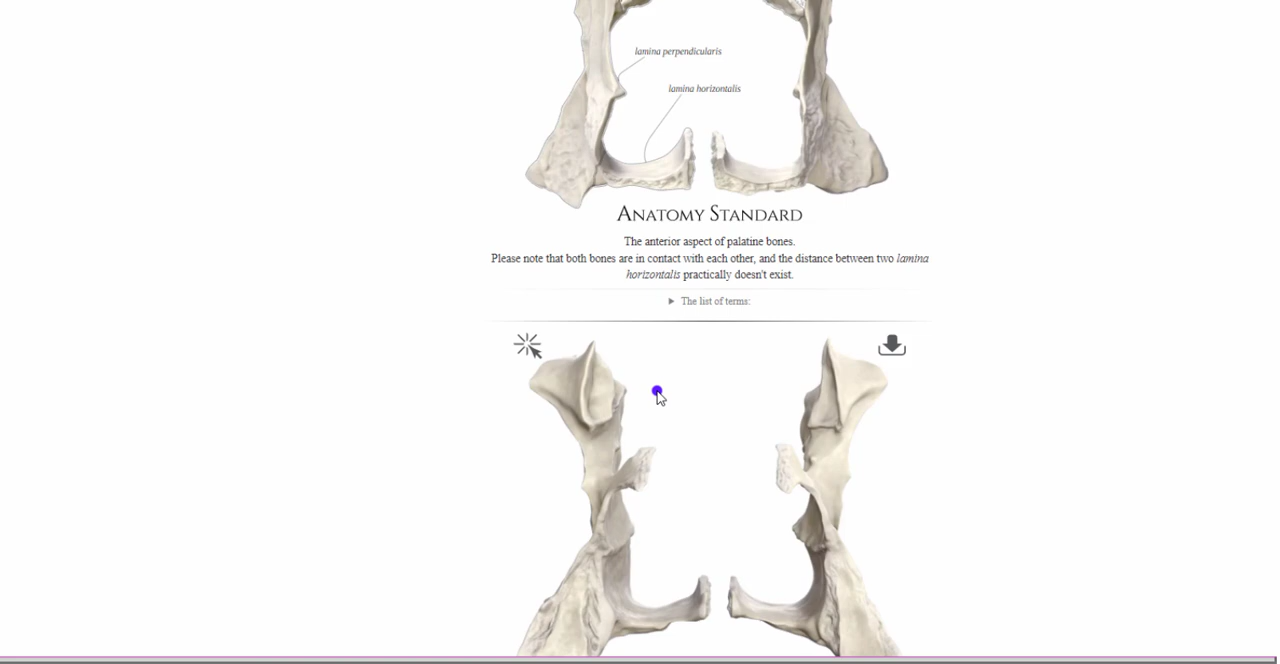 lamina perpendicularis
lamina horizontalis
Anatomy Standard
The anterior aspect of palatine bones.
Please note that both bones are in contact with each other, and the distance between two lamina
horizontalis practically doesn't exist.
The list of terms: